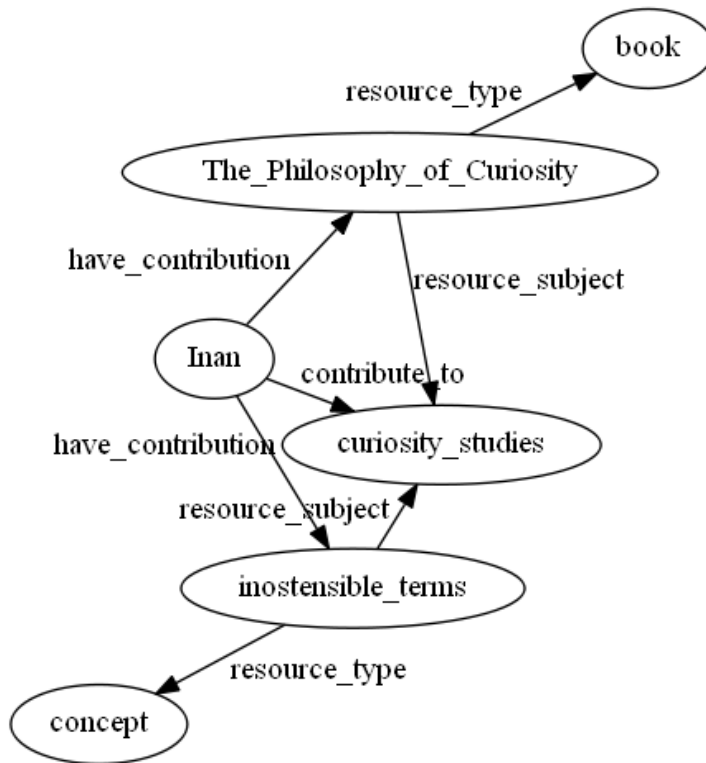 book
resource_type
The_Philosophy_of_Curiosity
have_contribution
resource_subject
Inan
contribute_to
have_contribution
curiosity_studies
resource_subject
inostensible_terms
resource_type
concept